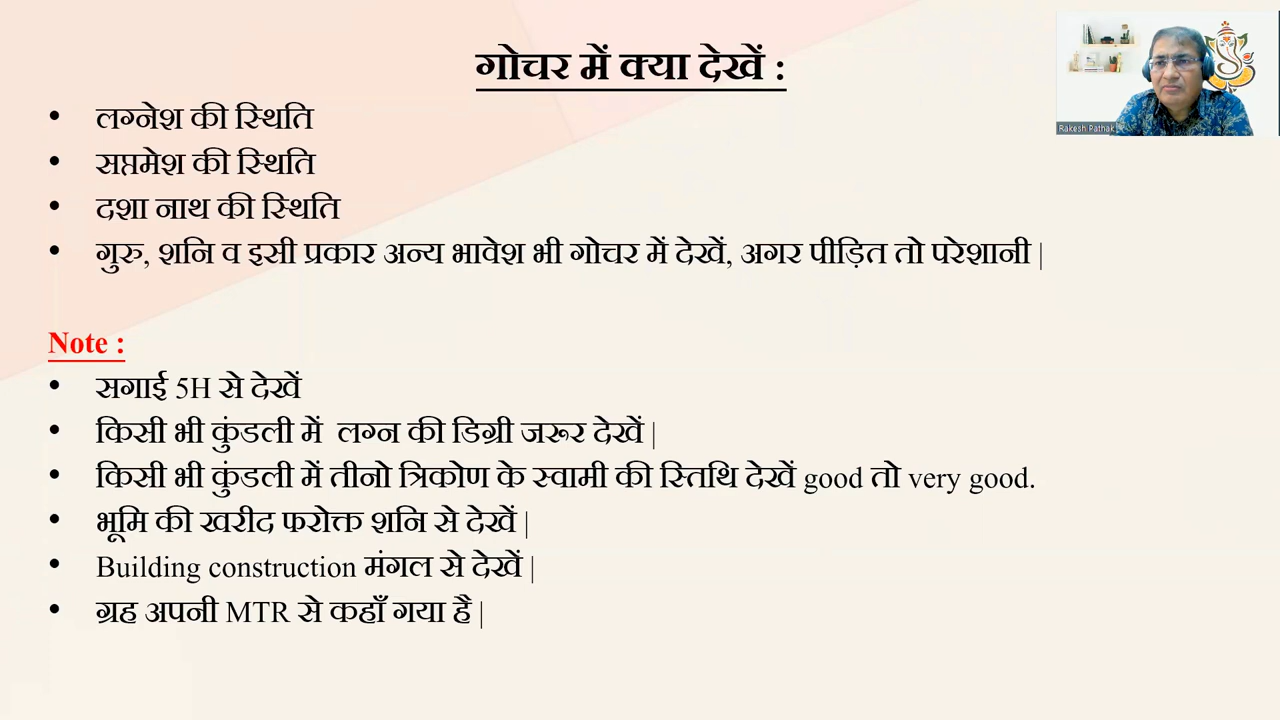 गोचर में क्या देखें :
Rakesh Pathak
• लग्नेश की स्थिति
• सप्तमेश की स्थिति
• दशा नाथ की स्थिति
• गुरु, शनि व इसी प्रकार अन्य भावेश भी गोचर में देखें, अगर पीड़ित तो परेशानी |
Note :
• सगाई 5H से देखें
• किसी भी कुंडली में लग्न की डिग्री जरूर देखें |
• किसी भी कुंडली में तीनो त्रिकोण के स्वामी की स्तिथि देखें good तो very good.
• भूमि की खरीद फरोक्त शनि से देखें |
• Building construction मंगल से देखें |
• ग्रह अपनी MTR से कहाँ गया है |